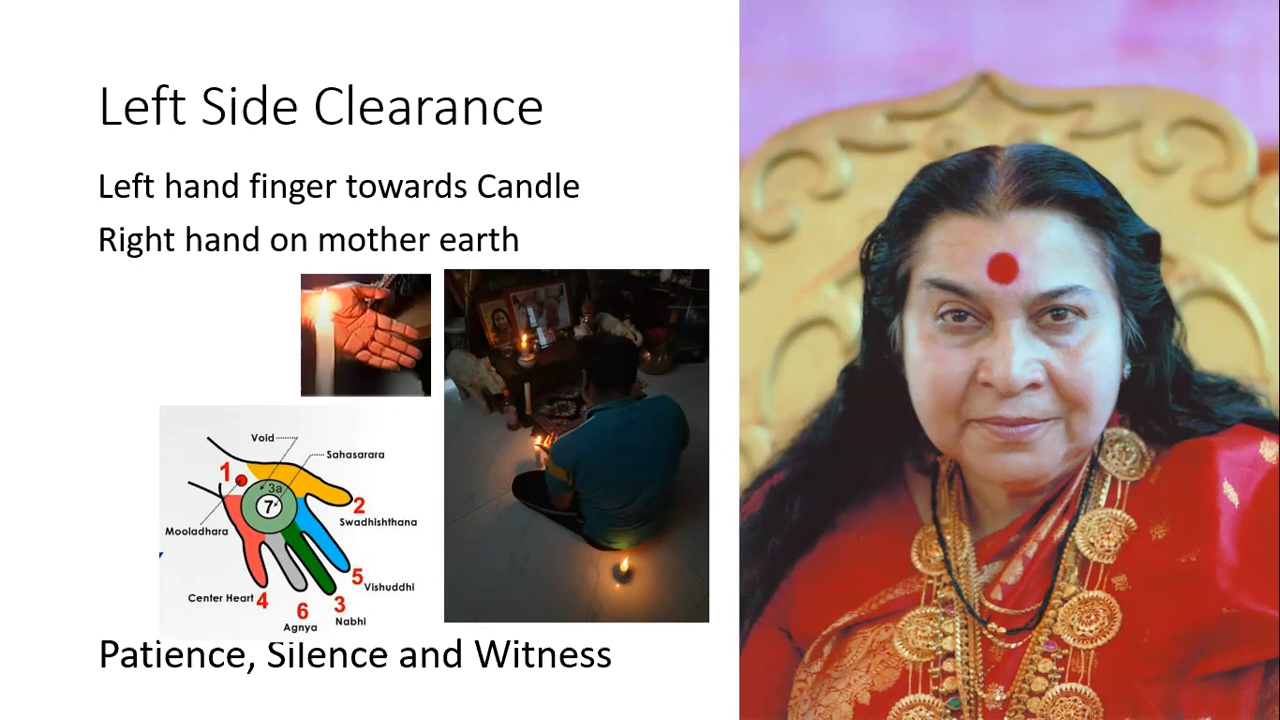 Left Side Clearance
Left hand finger towards Candle
Right hand on mother earth
Void
Sahasarara
1
3a
7
2
Swadhishthana
Mooladhara
5
Vishuddhi
Center Heart 4
6
3
Nabhi
Agnya
Patience, Silence and Witness